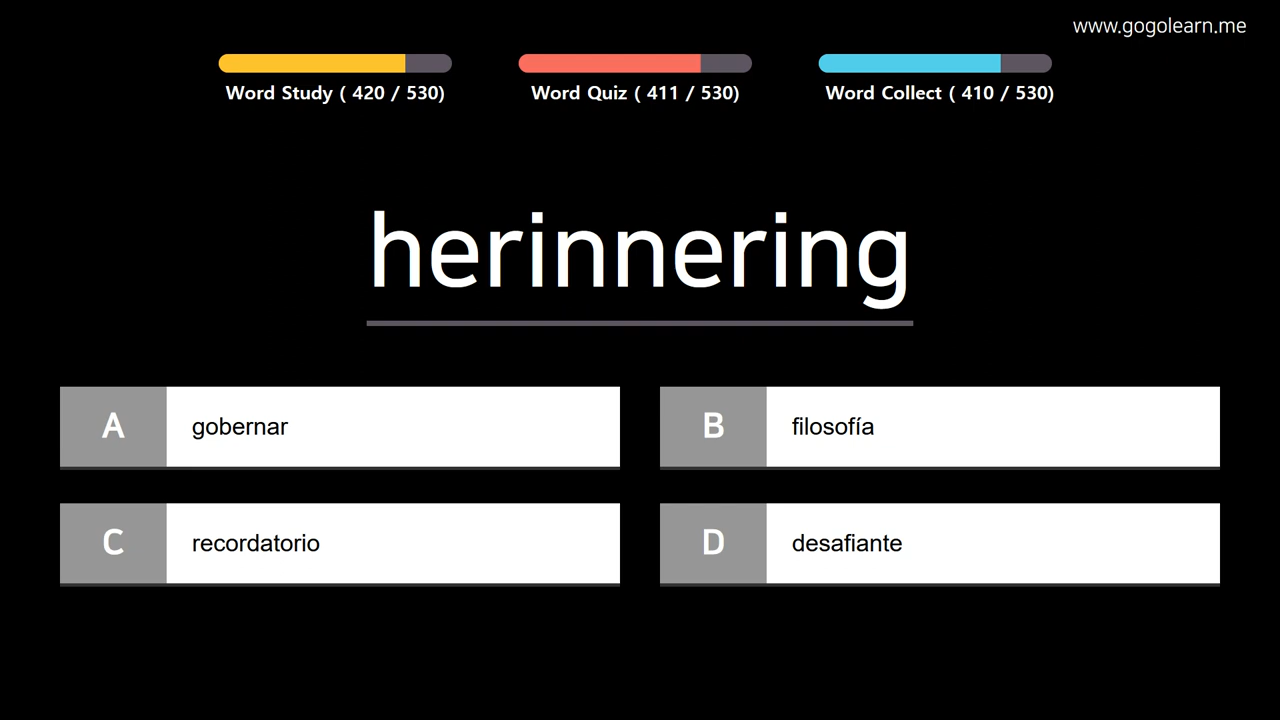 www.gogolearn.me
Word Study ( 420 / 530)
Word Quiz ( 411 / 530)
Word Collect ( 410 / 530)
herinnering
A gobernar
B filosofía
C recordatorio
D desafiante